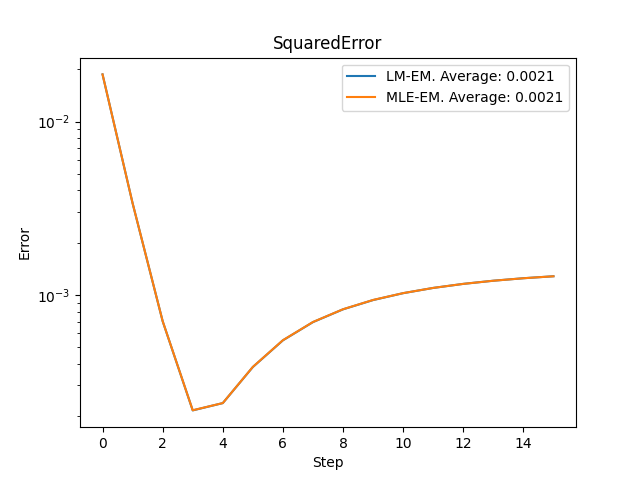 SquaredError
LM-EM. Average: 0.0021
MLE-EM. Average: 0.0021
10⁻²
10⁻³
Error
0 2 4 6 8 10 12 14
Step